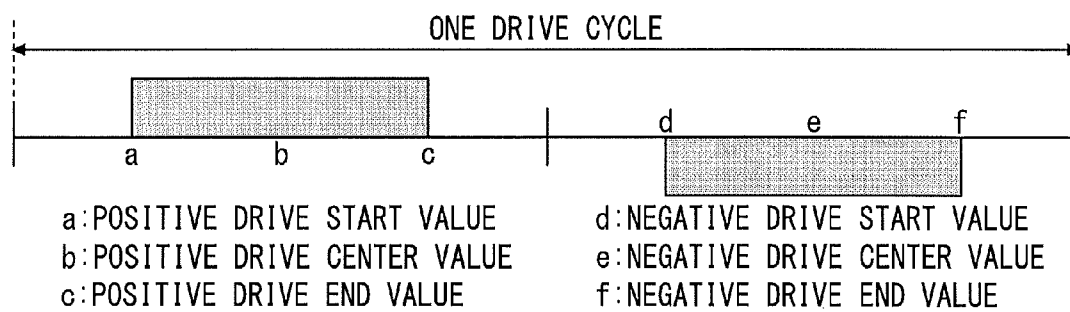 ONE DRIVE CYCLE
d e f
a b c
a:POSITIVE DRIVE START VALUE
b:POSITIVE DRIVE CENTER VALUE
c:POSITIVE DRIVE END VALUE
d:NEGATIVE DRIVE START VALUE
e:NEGATIVE DRIVE CENTER VALUE
f:NEGATIVE DRIVE END VALUE